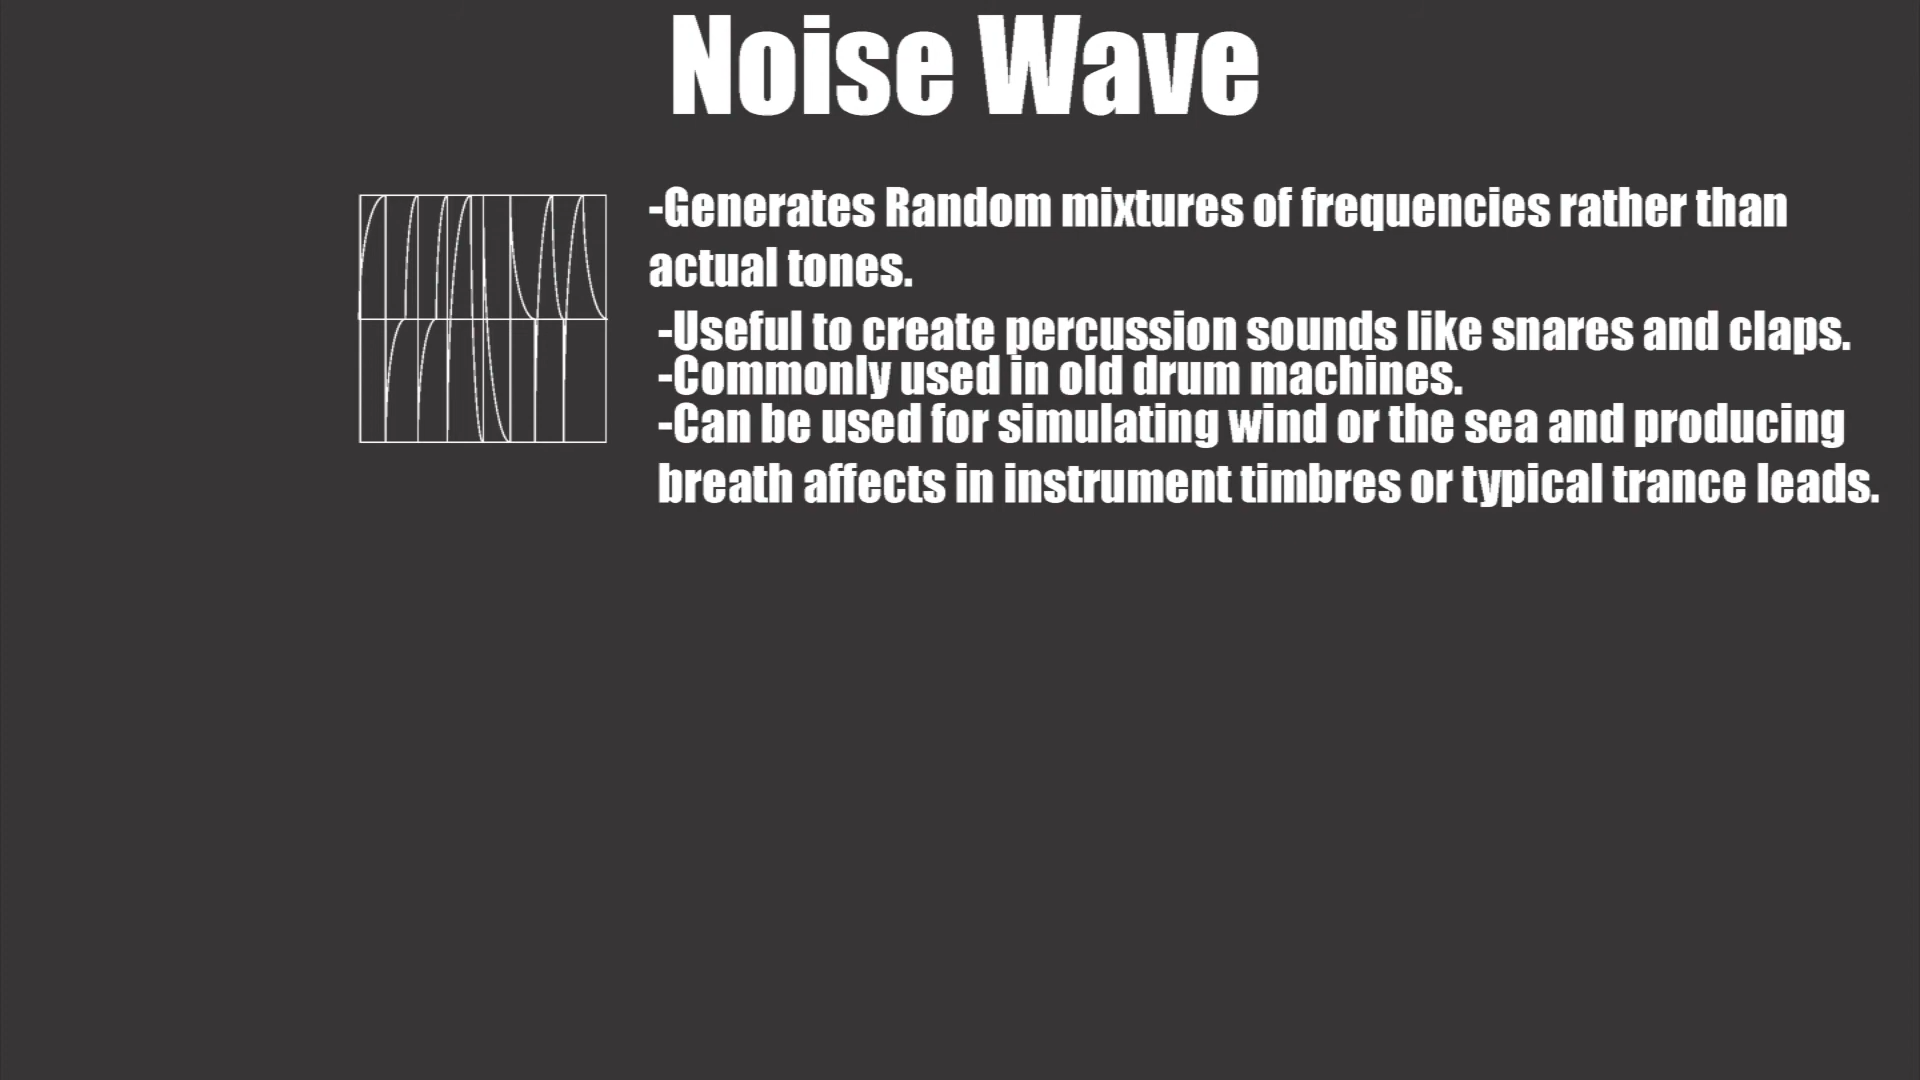 Noise Wave
-Generates Random mixtures of frequencies rather than
actual tones.
-Useful to create percussion sounds like snares and claps.
-Commonly used in old drum machines.
-Can be used for simulating wind or the sea and producing
breath affects in instrument timbres or typical trance leads.